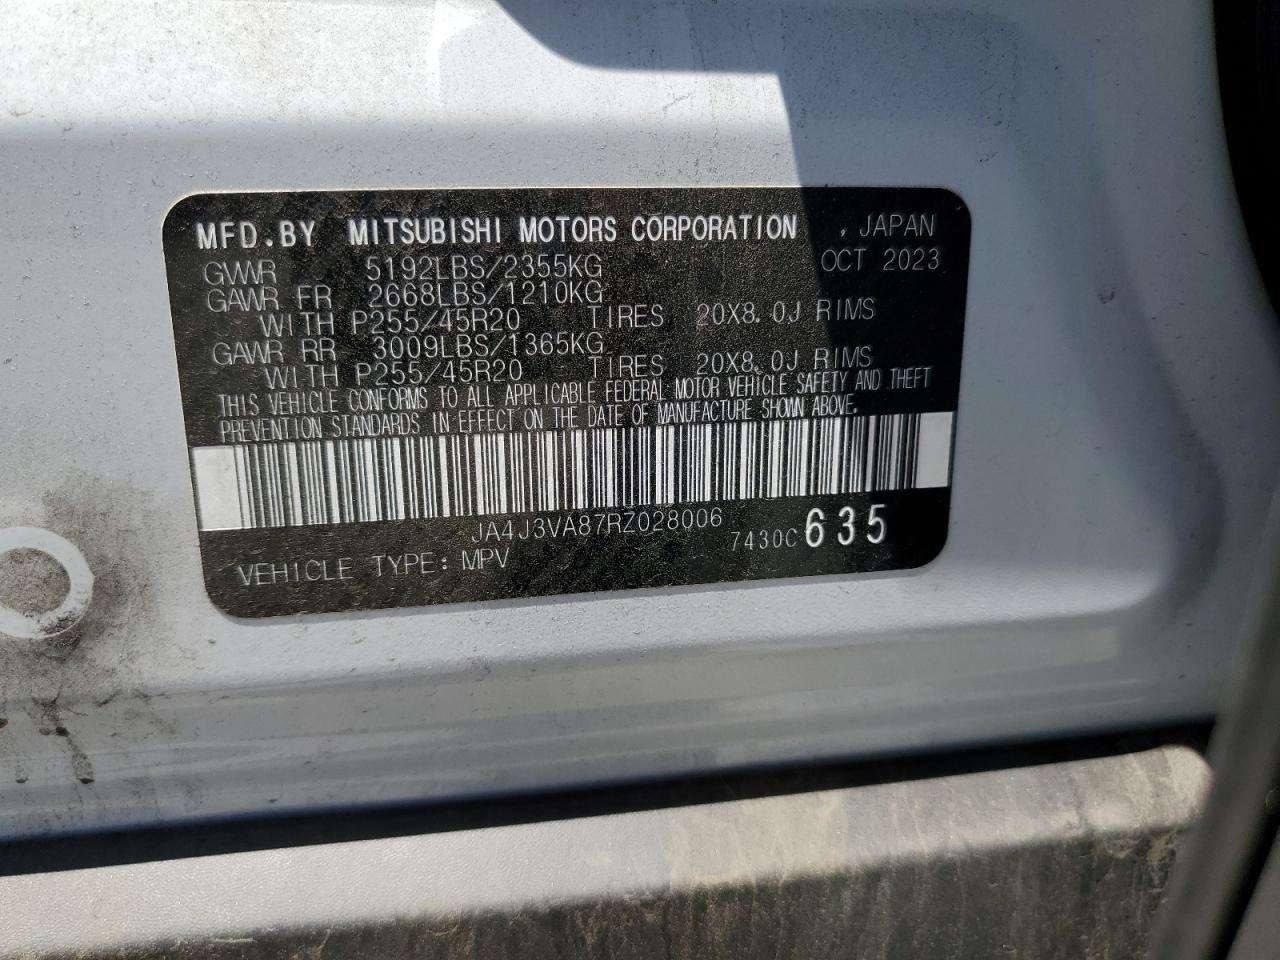 MFD.BY MITSUBISHI MOTORS CORPORATION , JAPAN
GVWR 5192LBS/2355KG OCT 2023
GAWR FR 2668LBS/1210KG
WITH P255/45R20 TIRES 20X8.0J RIMS
GAWR RR 3009LBS/1365KG
WITH P255/45R20 TIRES 20X8.0J RIMS
THIS VEHICLE CONFORMS TO ALL APPLICABLE FEDERAL MOTOR VEHICLE SAFETY AND THEFT
PREVENTION STANDARDS IN EFFECT ON THE DATE OF MANUFACTURE SHOWN ABOVE.
JA4J3VA87RZ028006 7430C 635
VEHICLE TYPE: MPV